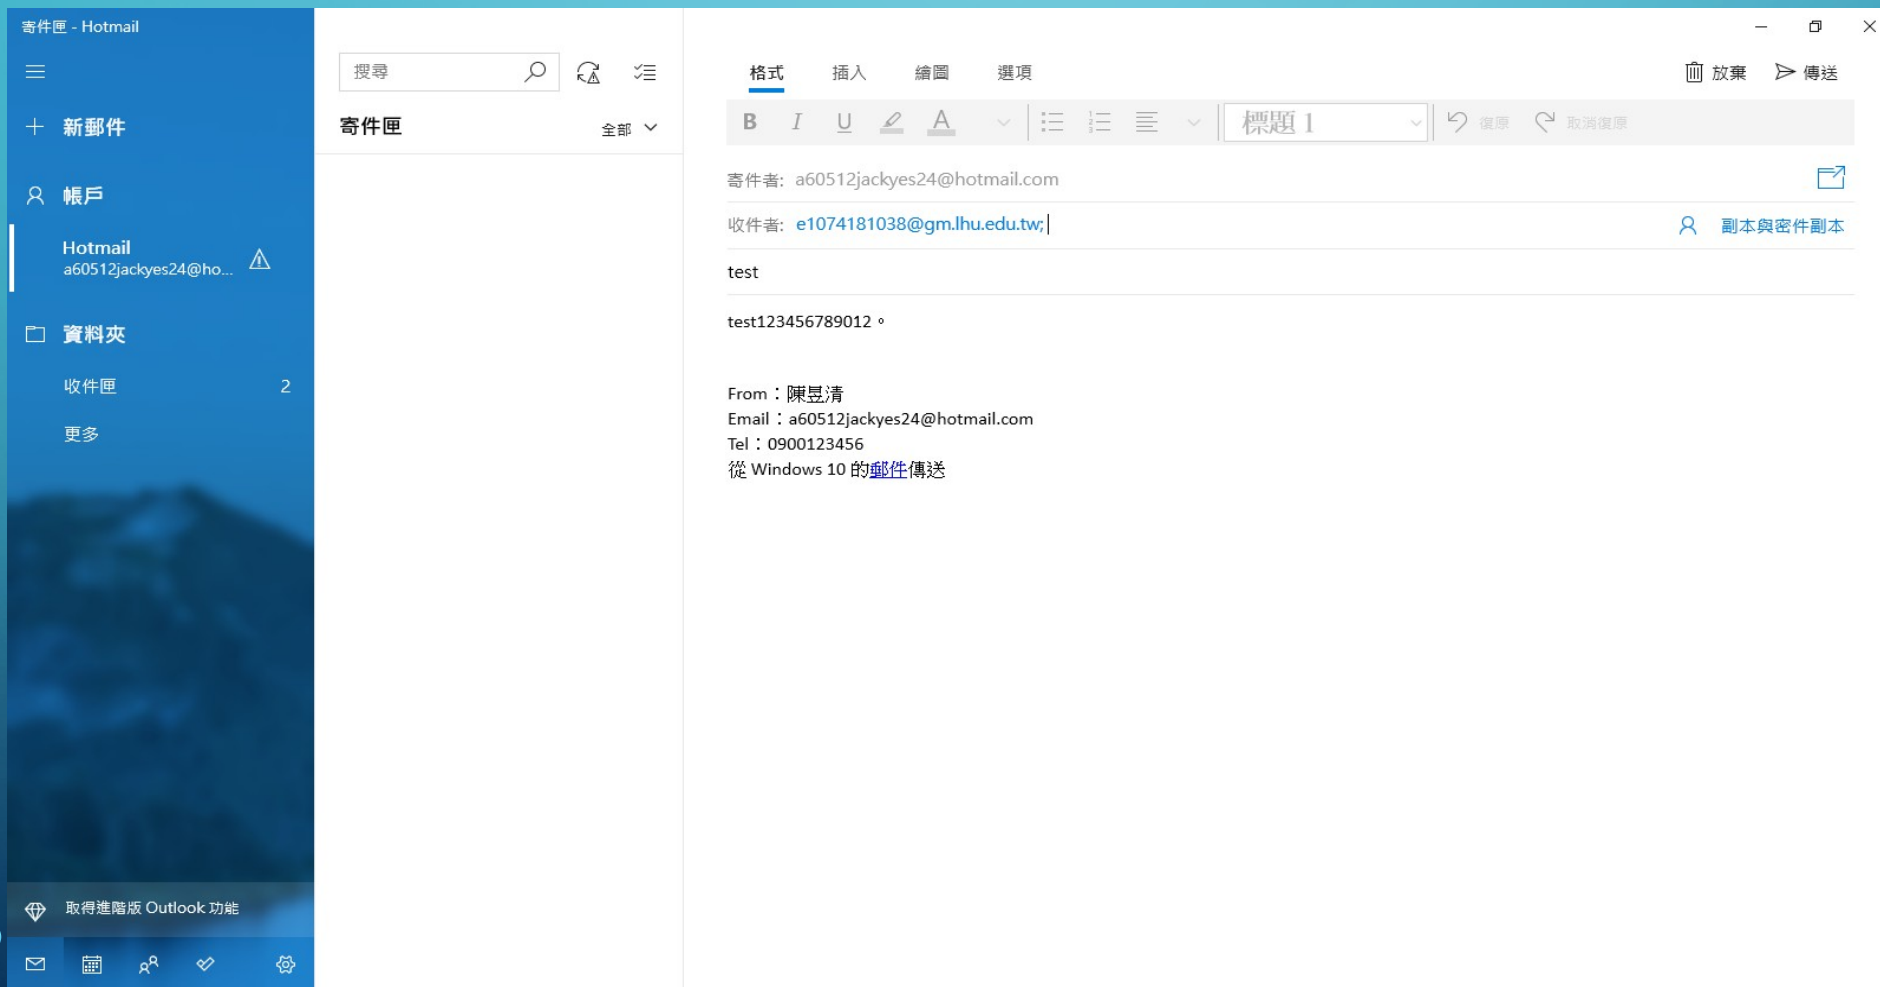 寄件匣 - Hotmail
新郵件
帳戶
Hotmail
a60512jackyes24@ho...
資料夾
收件匣 2
更多
取得進階版 Outlook 功能
搜尋
寄件匣 全部
格式 插入 繪圖 選項 放棄 傳送
B I U A 標題 1 復原 取消復原
寄件者: a60512jackyes24@hotmail.com
收件者: e1074181038@gm.lhu.edu.tw; 副本與密件副本
test
test123456789012。
From：陳昱清
Email：a60512jackyes24@hotmail.com
Tel：0900123456
從 Windows 10 的郵件傳送